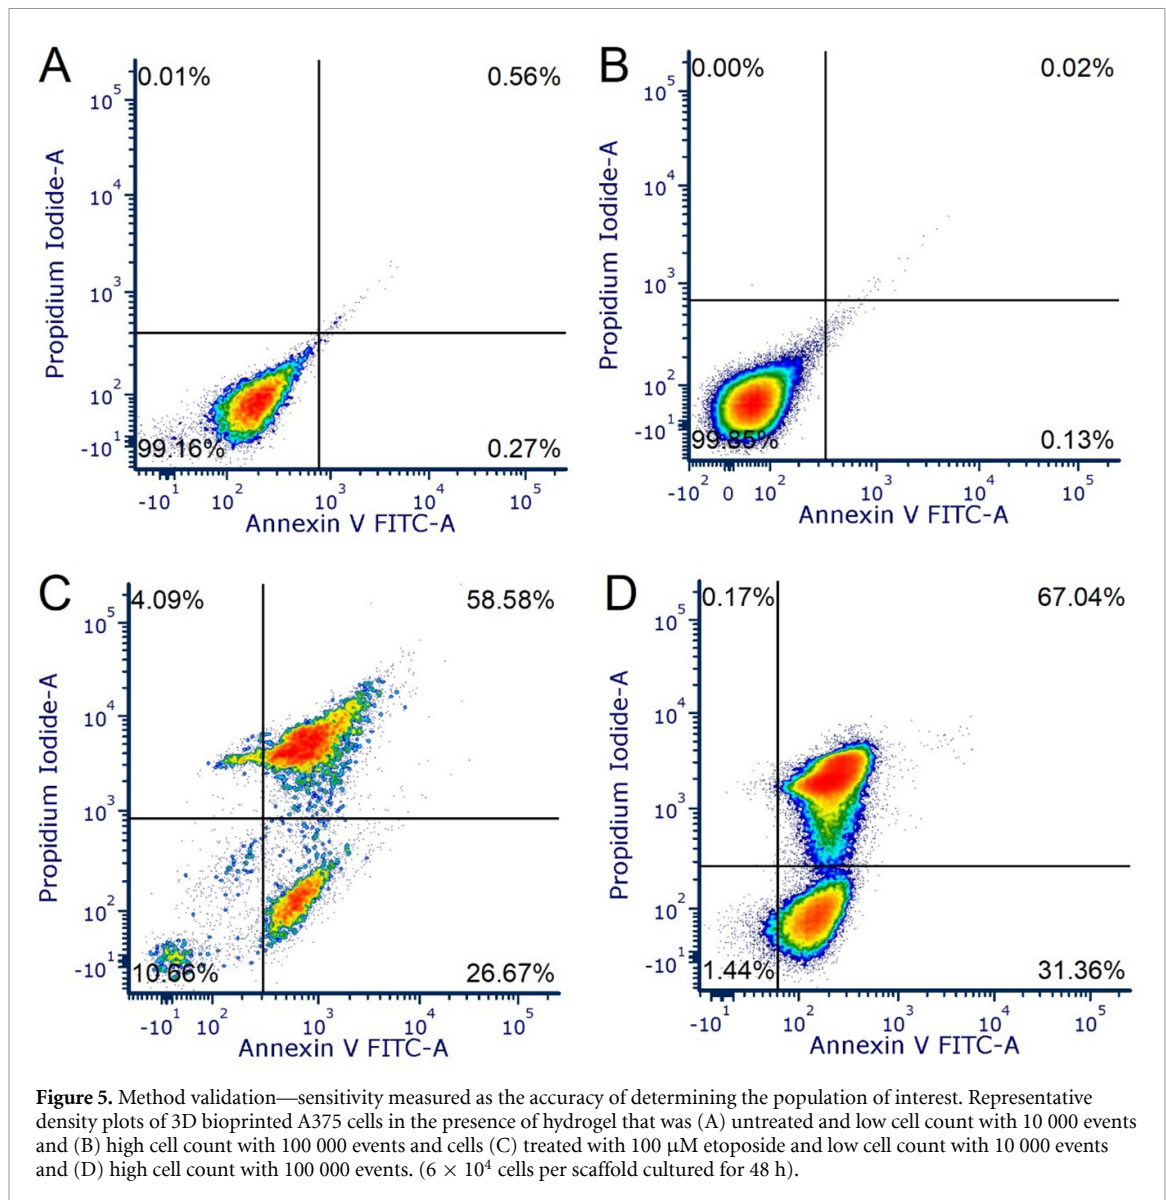 A
B
0.01%
0.56%
0.00%
0.02%
10^5
10^4
10^3
10^2
-10^1
Propidium Iodide-A
10^5
10^4
10^3
10^2
-10^1
Propidium Iodide-A
99.16%
0.27%
99.85%
0.13%
-10^1 10^2 10^3 10^4 10^5
Annexin V FITC-A
-10^2 0 10^2 10^3 10^4 10^5
Annexin V FITC-A
C
D
4.09%
58.58%
0.17%
67.04%
10^5
10^4
10^3
10^2
-10^1
Propidium Iodide-A
10^5
10^4
10^3
10^2
-10^1
Propidium Iodide-A
10.66%
26.67%
1.44%
31.36%
-10^1 10^2 10^3 10^4 10^5
Annexin V FITC-A
-10^1 10^2 10^3 10^4 10^5
Annexin V FITC-A
Figure 5. Method validation—sensitivity measured as the accuracy of determining the population of interest. Representative
density plots of 3D bioprinted A375 cells in the presence of hydrogel that was (A) untreated and low cell count with 10 000 events
and (B) high cell count with 100 000 events and cells (C) treated with 100 μM etoposide and low cell count with 10 000 events
and (D) high cell count with 100 000 events. (6 × 10^4 cells per scaffold cultured for 48 h).